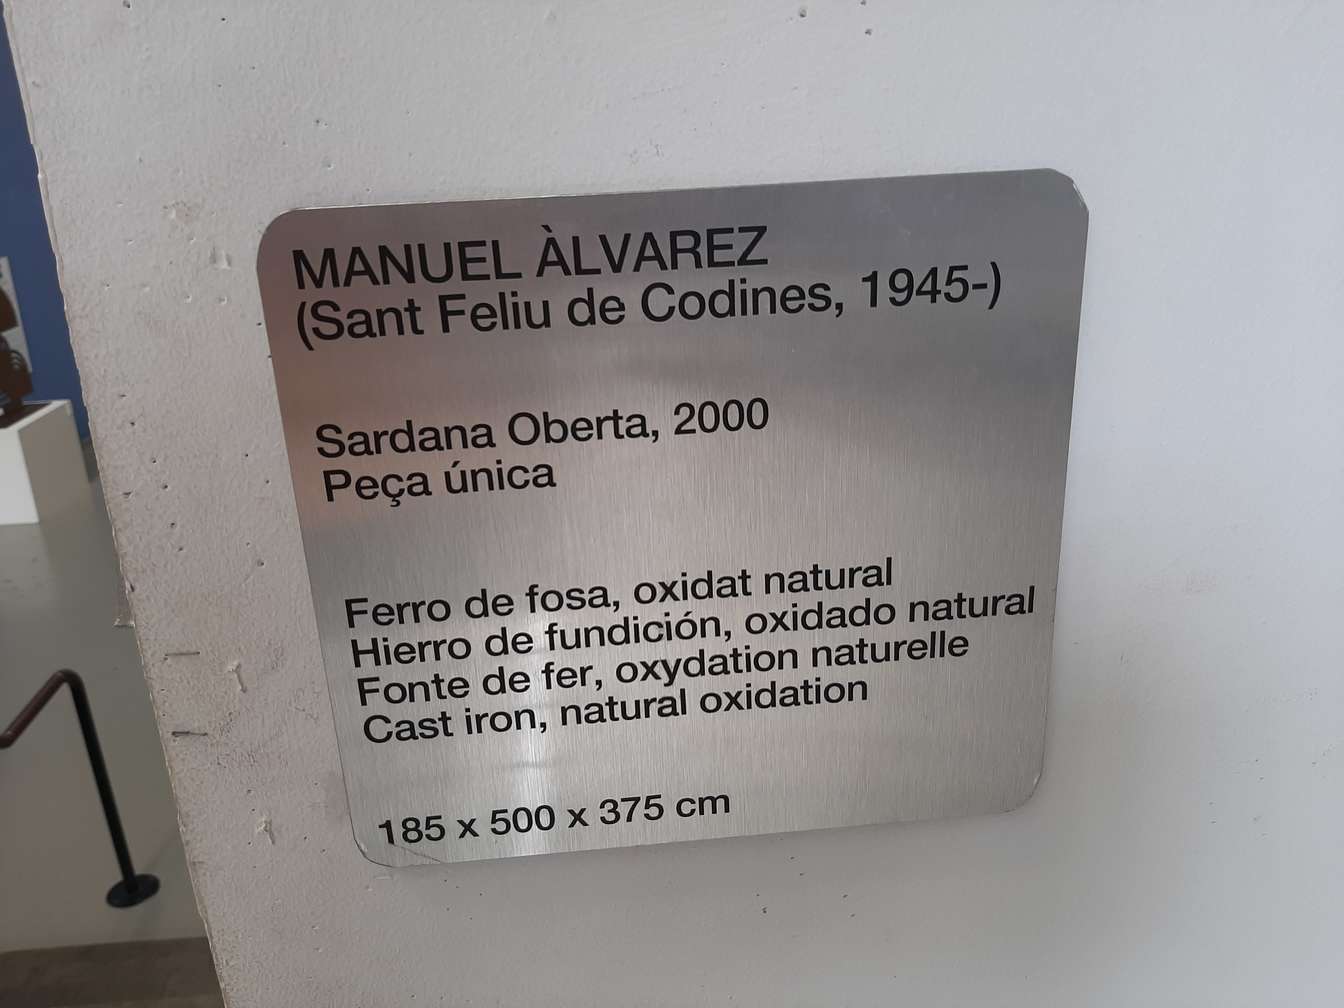 MANUEL ÀLVAREZ
(Sant Feliu de Codines, 1945-)
Sardana Oberta, 2000
Peça única
Ferro de fosa, oxidat natural
Hierro de fundición, oxidado natural
Fonte de fer, oxydation naturelle
Cast iron, natural oxidation
185 x 500 x 375 cm